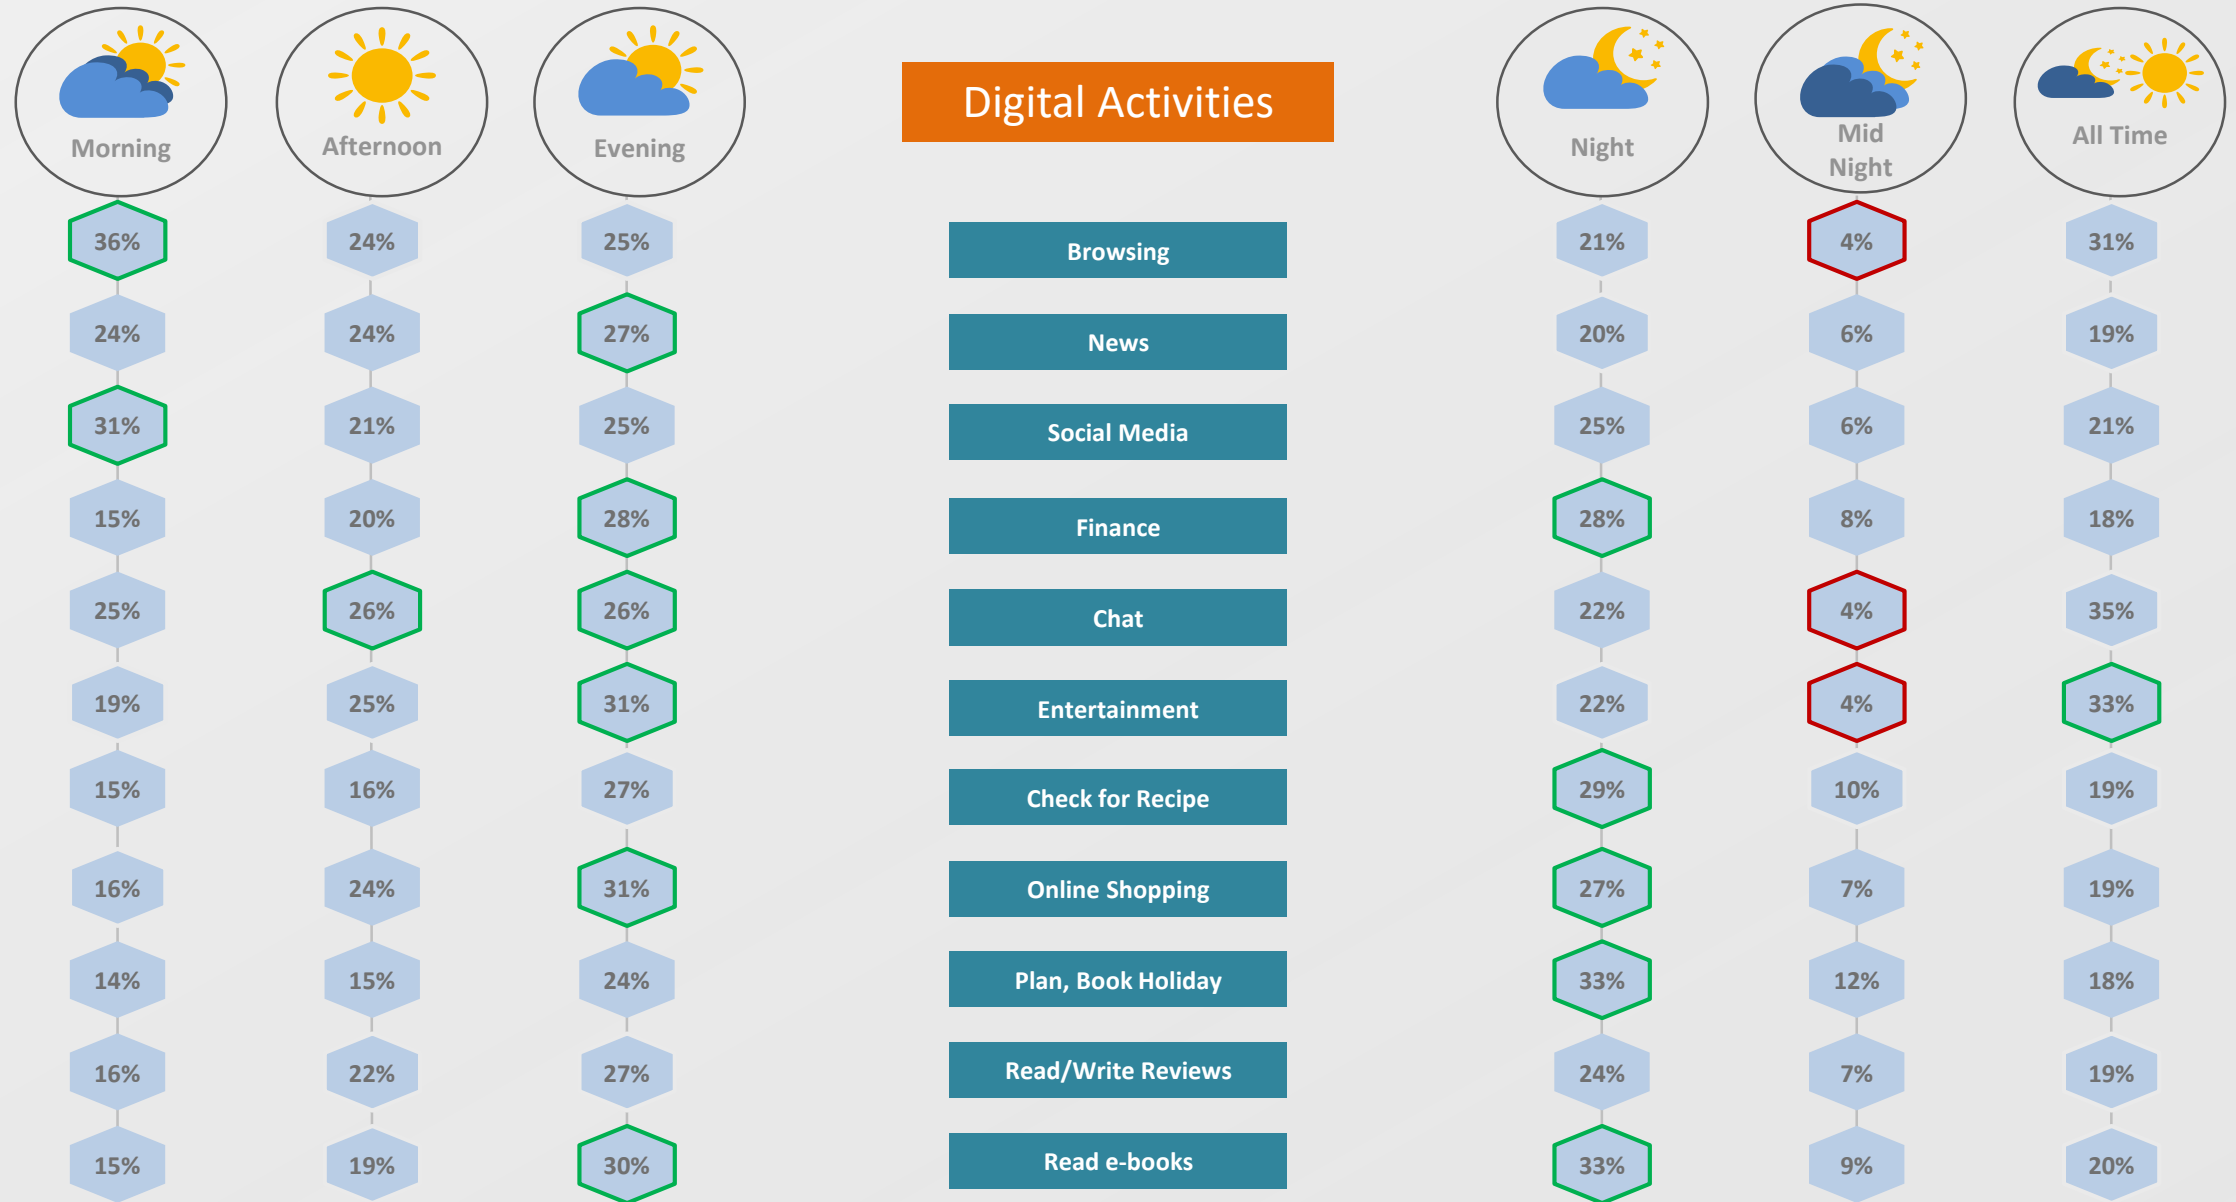 Digital Activities
Morning
Afternoon
Evening
Night
Mid
Night
All Time
36% 24% 25% Browsing 21% 4% 31%
24% 24% 27% News 20% 6% 19%
31% 21% 25% Social Media 25% 6% 21%
15% 20% 28% Finance 28% 8% 18%
25% 26% 26% Chat 22% 4% 35%
19% 25% 31% Entertainment 22% 4% 33%
15% 16% 27% Check for Recipe 29% 10% 19%
16% 24% 31% Online Shopping 27% 7% 19%
14% 15% 24% Plan, Book Holiday 33% 12% 18%
16% 22% 27% Read/Write Reviews 24% 7% 19%
15% 19% 30% Read e-books 33% 9% 20%